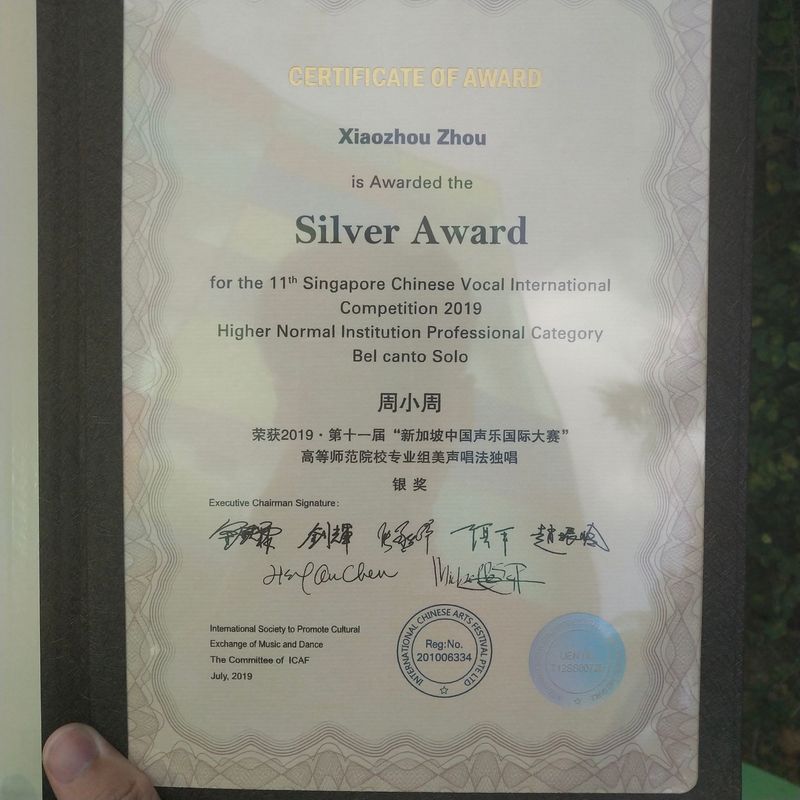 CERTIFICATE OF AWARD
Xiaozhou Zhou
is Awarded the
Silver Award
for the 11th Singapore Chinese Vocal International
Competition 2019
Higher Normal Institution Professional Category
Bel canto Solo
周小周
荣获2019·第十一届“新加坡中国声乐国际大赛”
高等师范院校专业组美声唱法独唱
银奖
Executive Chairman Signature:
International Society to Promote Cultural
Exchange of Music and Dance
The Committee of ICAF
July, 2019
INTERNATIONAL CHINESE ARTS FESTIVAL PTE LTD
Reg:No.
201006334